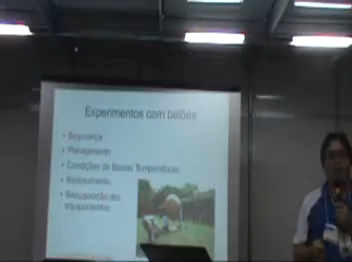 Experimentos com balões
• Segurança
• Planejamento
• Condições de Baixas Temperaturas
• Rastreamento
• Recuperação dos
equipamentos